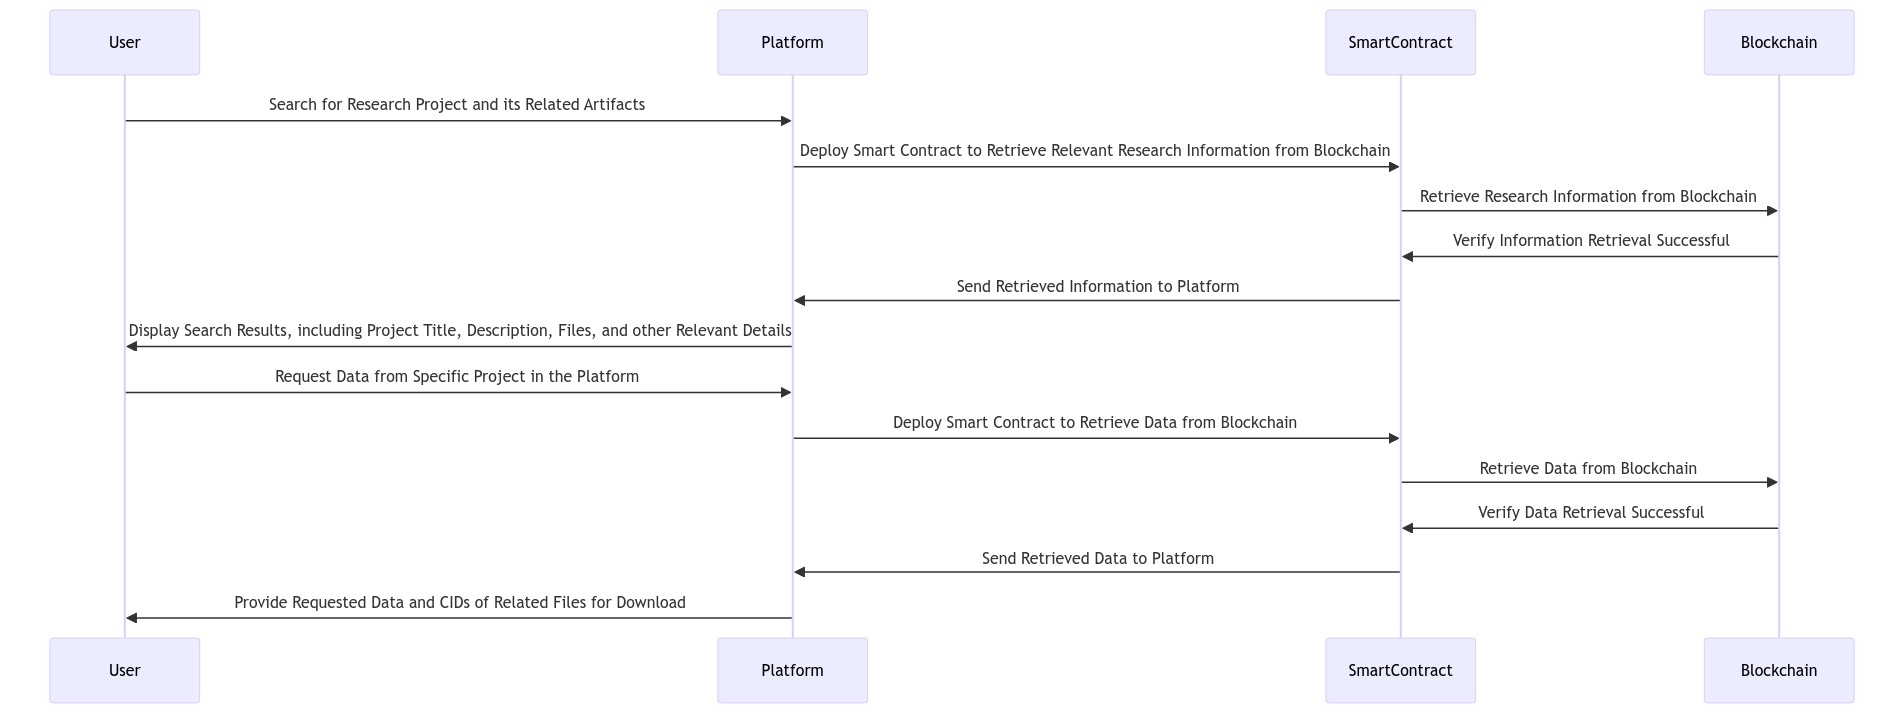 User
Platform
SmartContract
Blockchain
Search for Research Project and its Related Artifacts
Deploy Smart Contract to Retrieve Relevant Research Information from Blockchain
Retrieve Research Information from Blockchain
Verify Information Retrieval Successful
Send Retrieved Information to Platform
Display Search Results, including Project Title, Description, Files, and other Relevant Details
Request Data from Specific Project in the Platform
Deploy Smart Contract to Retrieve Data from Blockchain
Retrieve Data from Blockchain
Verify Data Retrieval Successful
Send Retrieved Data to Platform
Provide Requested Data and CIDs of Related Files for Download
User
Platform
SmartContract
Blockchain